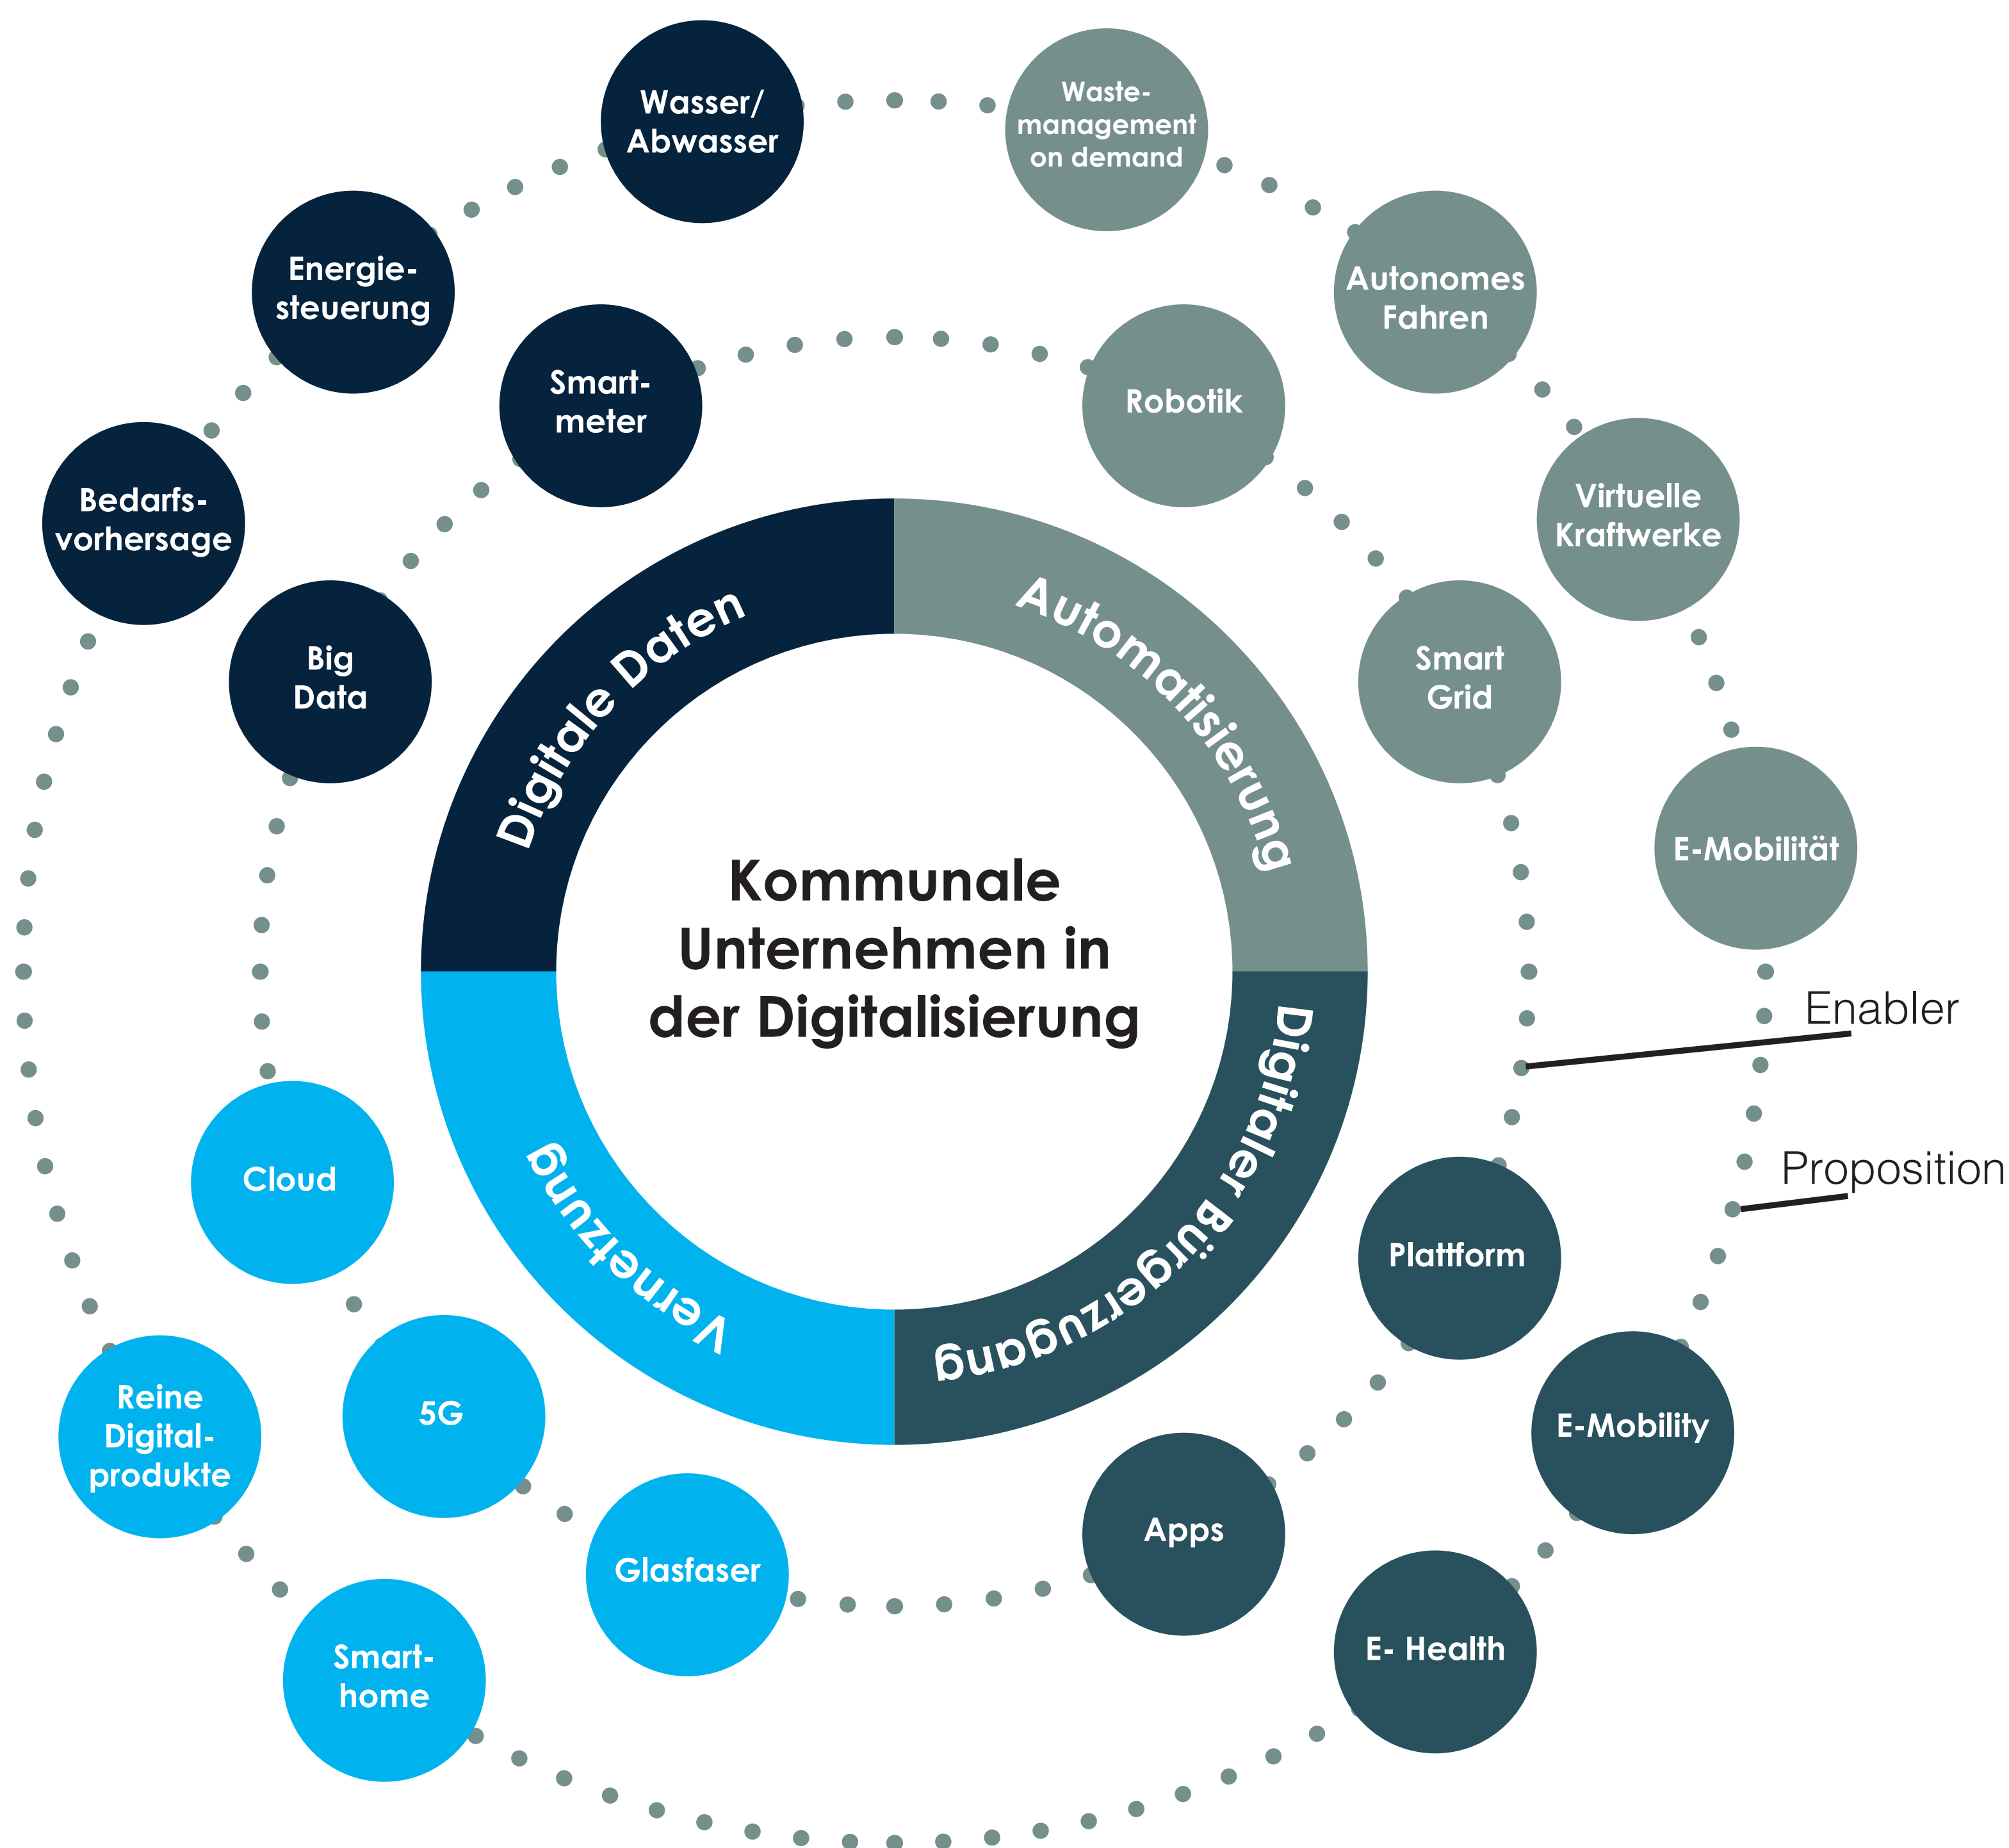 Wasser/
Abwasser
Waste-
management
on demand
Energie-
steuerung
Autonomes
Fahren
Smart-
meter
Robotik
Bedarfs-
vorhersage
Virtuelle
Kraftwerke
Big
Data
Smart
Grid
Digitale Daten
Automatisierung
E-Mobilität
Kommunale
Unternehmen in
der Digitalisierung
Enabler
Proposition
Cloud
Vernetzung
Digitaler Bürgerzugang
Plattform
Reine
Digital-
produkte
5G
E-Mobility
Glasfaser
Apps
Smart-
home
E- Health